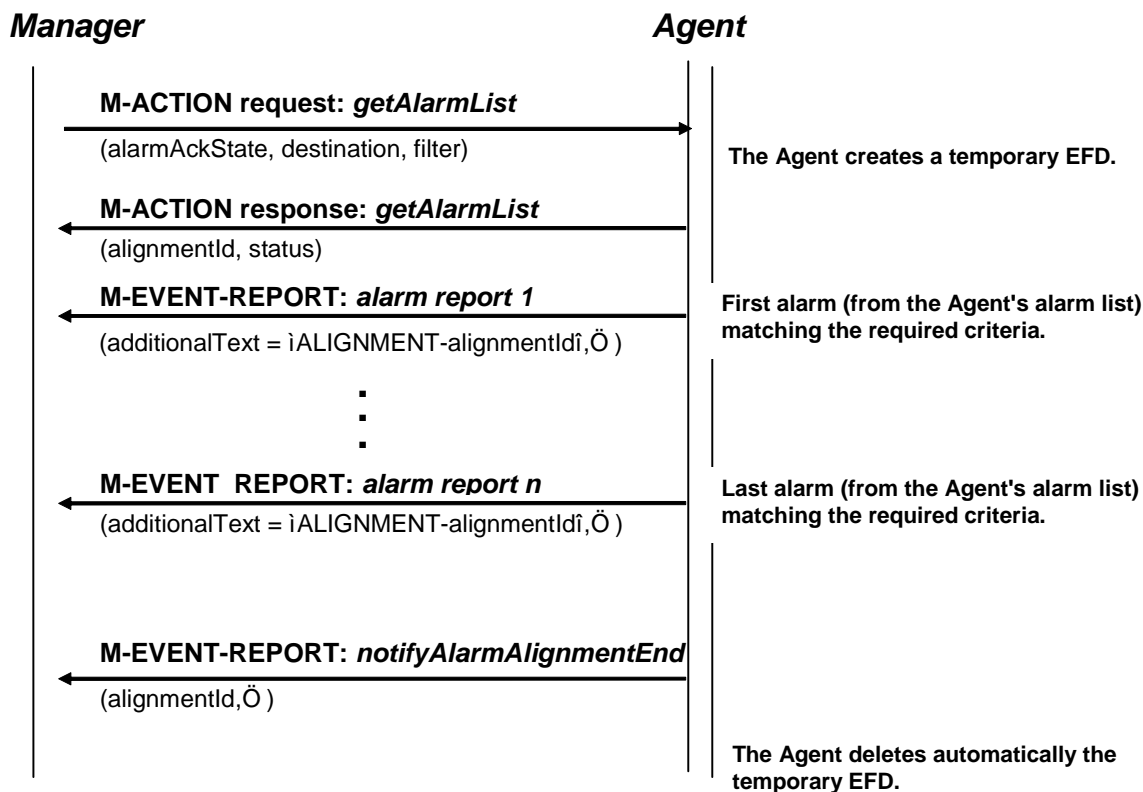 Manager
Agent
M-ACTION request: getAlarmList
(alarmAckState, destination, filter)
The Agent creates a temporary EFD.
M-ACTION response: getAlarmList
(alignmentId, status)
M-EVENT-REPORT: alarm report 1
First alarm (from the Agent's alarm list)
matching the required criteria.
(additionalText = ìALIGNMENT-alignmentIdî,Ö )
.
.
.
M-EVENT REPORT: alarm report n
Last alarm (from the Agent's alarm list)
matching the required criteria.
(additionalText = ìALIGNMENT-alignmentIdî,Ö )
M-EVENT-REPORT: notifyAlarmAlignmentEnd
(alignmentId,Ö )
The Agent deletes automatically the
temporary EFD.